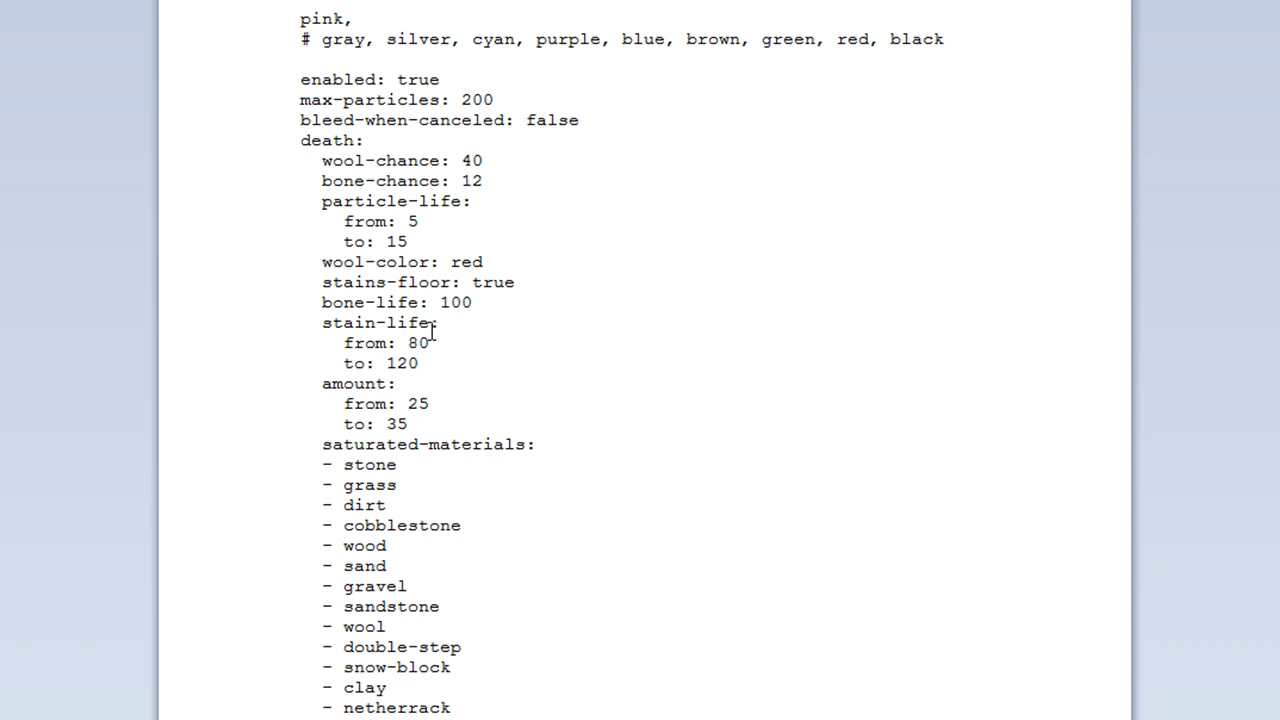 pink,
# gray, silver, cyan, purple, blue, brown, green, red, black
enabled: true
max-particles: 200
bleed-when-canceled: false
death:
wool-chance: 40
bone-chance: 12
particle-life:
from: 5
to: 15
wool-color: red
stains-floor: true
bone-life: 100
stain-life:
from: 80
to: 120
amount:
from: 25
to: 35
saturated-materials:
- stone
- grass
- dirt
- cobblestone
- wood
- sand
- gravel
- sandstone
- wool
- double-step
- snow-block
- clay
- netherrack